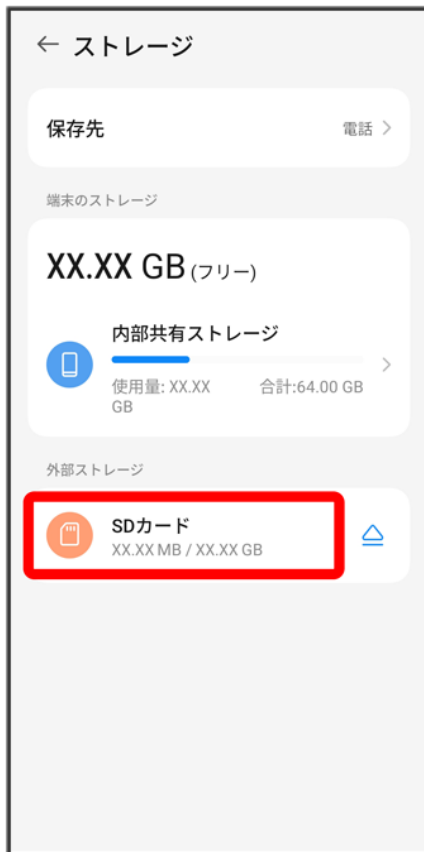 ← ストレージ
保存先 電話 >
端末のストレージ
XX.XX GB (フリー)
内部共有ストレージ
使用量: XX.XX GB 合計:64.00 GB
外部ストレージ
SDカード
XX.XX MB / XX.XX GB